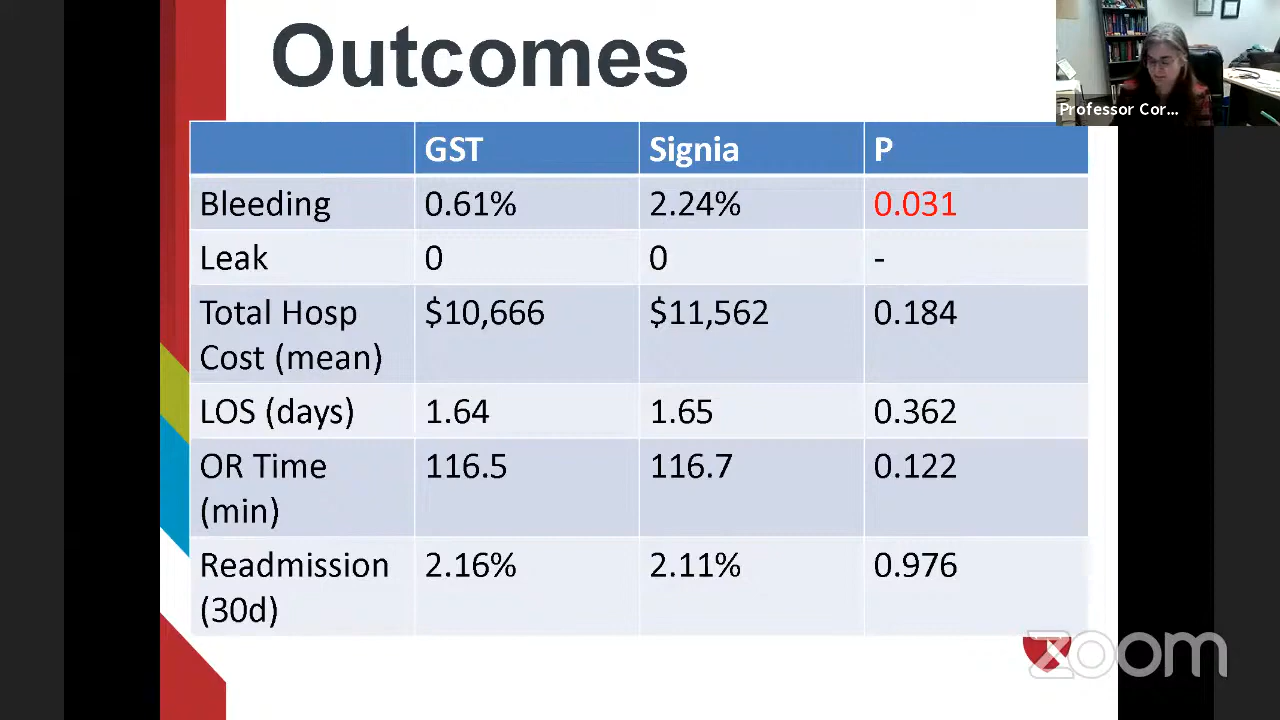 Outcomes
Professor Cor...
GST Signia P
Bleeding 0.61% 2.24% 0.031
Leak 0 0 -
Total Hosp $10,666 $11,562 0.184
Cost (mean)
LOS (days) 1.64 1.65 0.362
OR Time 116.5 116.7 0.122
(min)
Readmission 2.16% 2.11% 0.976
(30d)
zoom